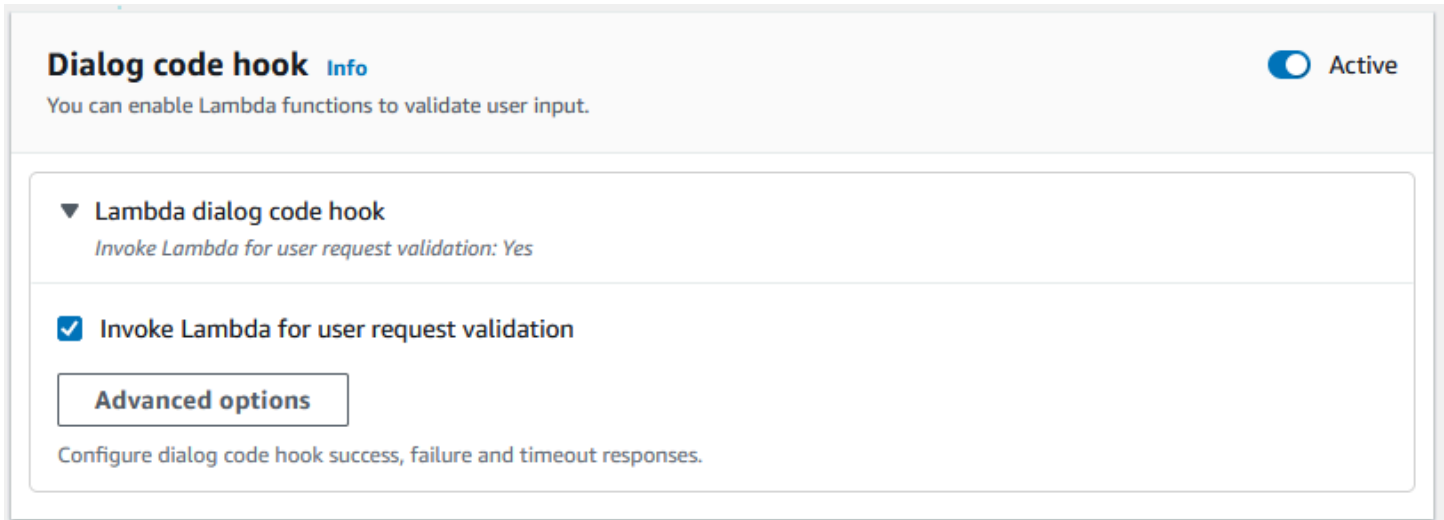 Dialog code hook Info
Active
You can enable Lambda functions to validate user input.
Lambda dialog code hook
Invoke Lambda for user request validation: Yes
Invoke Lambda for user request validation
Advanced options
Configure dialog code hook success, failure and timeout responses.